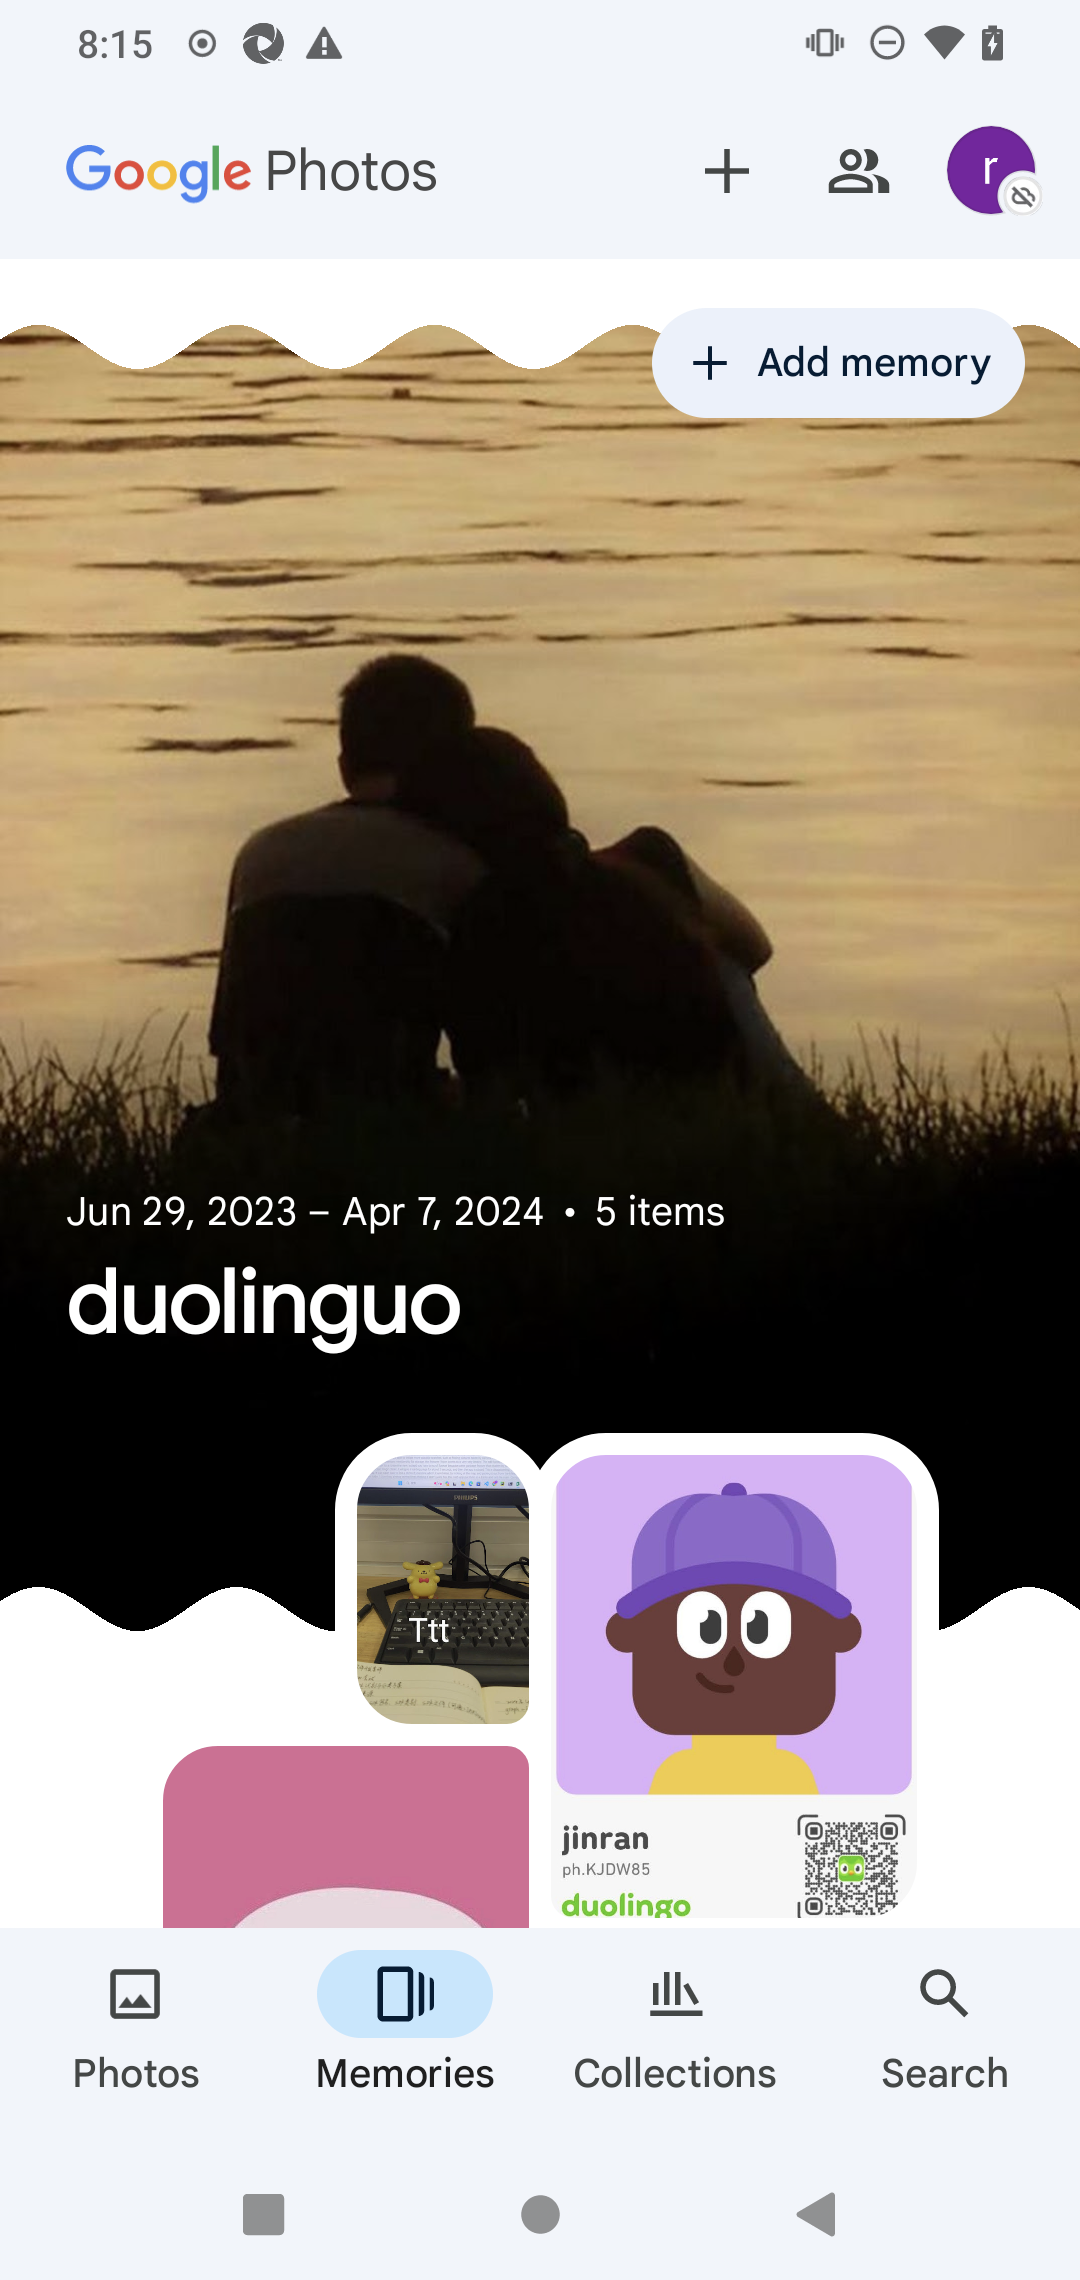 8:15
Google Photos
r
+ Add memory
Jun 29, 2023 – Apr 7, 2024 • 5 items
duolinguo
PHILIPS
Ttt
jinran
ph.KJDW85
duolingo
Photos
Memories
Collections
Search